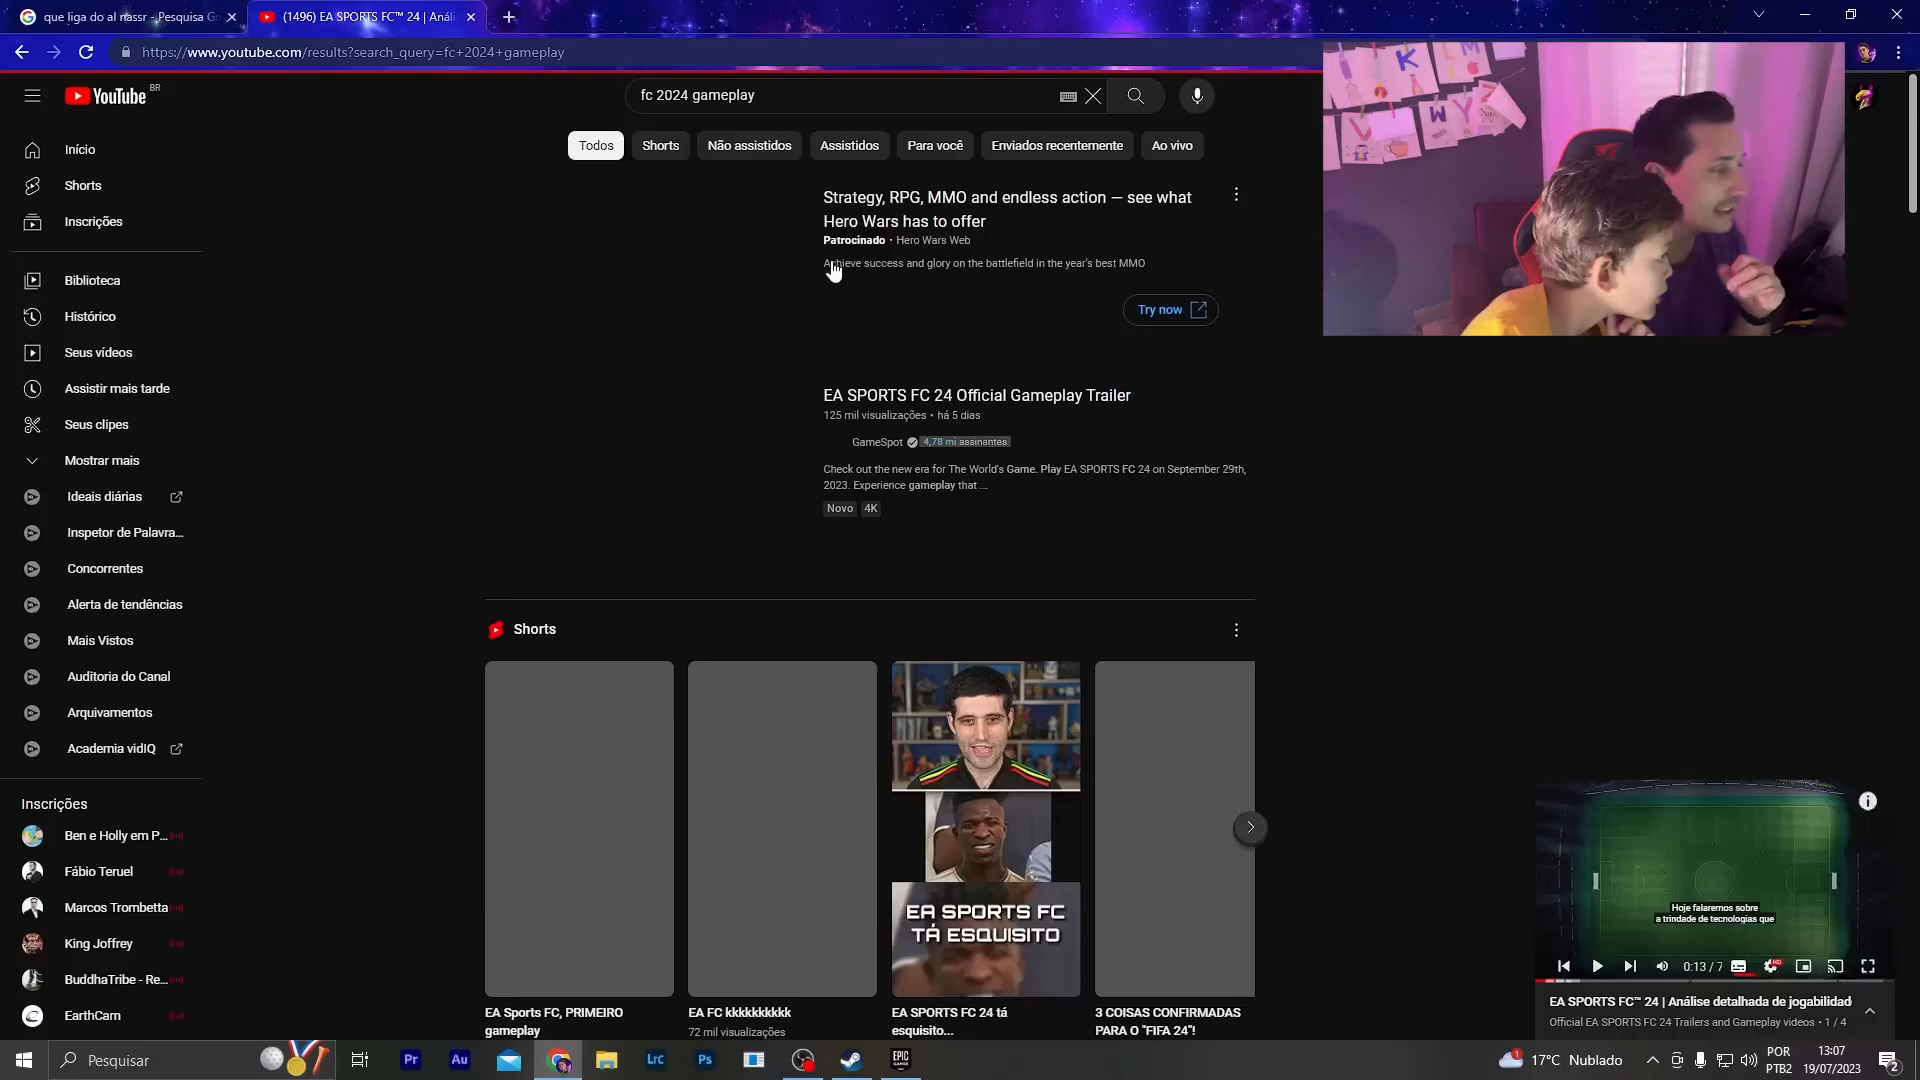 que liga do al nassr - Pesquisa G
(1496) EA SPORTS FC™ 24 | Análi
https://www.youtube.com/results?search_query=fc+2024+gameplay
YouTube BR
fc 2024 gameplay
Todos
Shorts
Não assistidos
Assistidos
Para você
Enviados recentemente
Ao vivo
Início
Shorts
Inscrições
Biblioteca
Histórico
Seus vídeos
Assistir mais tarde
Seus clipes
Mostrar mais
Ideais diárias
Inspetor de Palavra...
Concorrentes
Alerta de tendências
Mais Vistos
Auditoria do Canal
Arquivamentos
Academia vidIQ
Inscrições
Ben e Holly em P...
Fábio Teruel
Marcos Trombetta
King Joffrey
BuddhaTribe - Re...
EarthCam
Strategy, RPG, MMO and endless action — see what
Hero Wars has to offer
Patrocinado · Hero Wars Web
Achieve success and glory on the battlefield in the year's best MMO
Try now
EA SPORTS FC 24 Official Gameplay Trailer
125 mil visualizações • há 5 dias
GameSpot 4,78 mi assinantes
Check out the new era for The World's Game. Play EA SPORTS FC 24 on September 29th,
2023. Experience gameplay that ...
Novo 4K
Shorts
EA SPORTS FC
TÁ ESQUISITO
EA Sports FC, PRIMEIRO
gameplay
EA FC kkkkkkkkkk
72 mil visualizações
EA SPORTS FC 24 tá
esquisito...
3 COISAS CONFIRMADAS
PARA O "FIFA 24"!
K L M
V W Y Z
Hoje falaremos sobre
a trindade de tecnologias que
0:13 / 7
HD
EA SPORTS FC™ 24 | Análise detalhada de jogabilidad
Official EA SPORTS FC 24 Trailers and Gameplay videos • 1 / 4
Pesquisar
Pr
Au
Lrc
Ps
EPIC
GAMES
1
17°C Nublado
POR
PTB2
13:07
19/07/2023
2